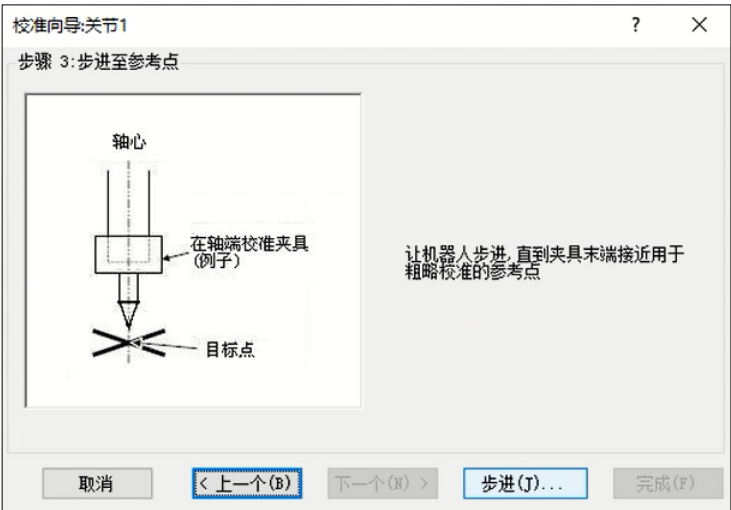 校准向导:关节1
?
×
步骤 3:步进至参考点
轴心
在轴端校准夹具
(例子)
目标点
让机器人步进, 直到夹具末端接近用于
粗略校准的参考点
取消
< 上一个(B)
下一个(N) >
步进(J)...
完成(F)